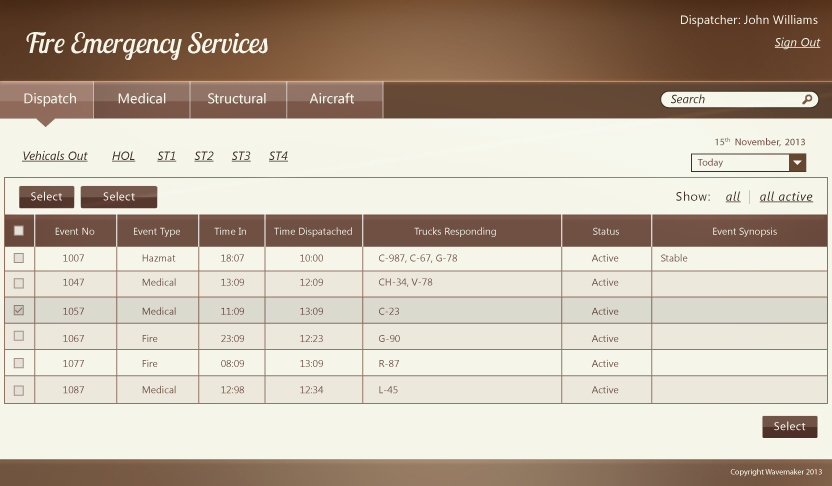 Dispatcher: John Williams
Fire Emergency Services
Sign Out
Dispatch Medical Structural Aircraft
Search
15th November, 2013
Vehicals Out HOL ST1 ST2 ST3 ST4
Today
Select Select Show: all all active
Event No Event Type Time In Time Dispatached Trucks Responding Status Event Synopsis
1007 Hazmat 18:07 10:00 C-987, C-67, G-78 Active Stable
1047 Medical 13:09 12:09 CH-34, V-78 Active
1057 Medical 11:09 13:09 C-23 Active
1067 Fire 23:09 12:23 G-90 Active
1077 Fire 08:09 13:09 R-87 Active
1087 Medical 12:98 12:34 L-45 Active
Select
Copyright Wavemaker 2013